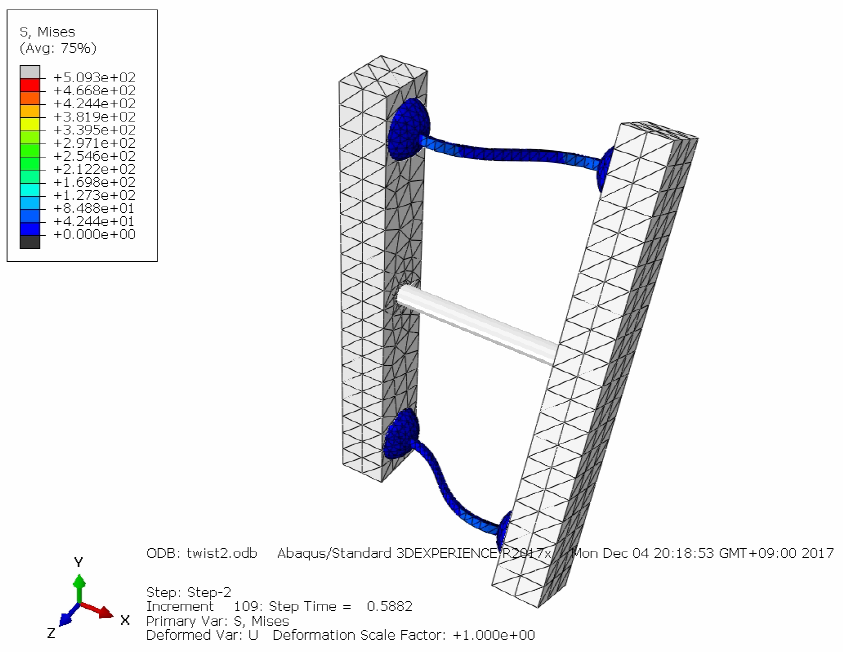 S, Mises
(Avg: 75%)
+5.093e+02
+4.668e+02
+4.244e+02
+3.819e+02
+3.395e+02
+2.971e+02
+2.546e+02
+2.122e+02
+1.698e+02
+1.273e+02
+8.488e+01
+4.244e+01
+0.000e+00
ODB: twist2.odb Abaqus/Standard 3DEXPERIENCE R2017x Mon Dec 04 20:18:53 GMT+09:00 2017
Y
X
Z
Step: Step-2
Increment 109: Step Time = 0.5882
Primary Var: S, Mises
Deformed Var: U Deformation Scale Factor: +1.000e+00